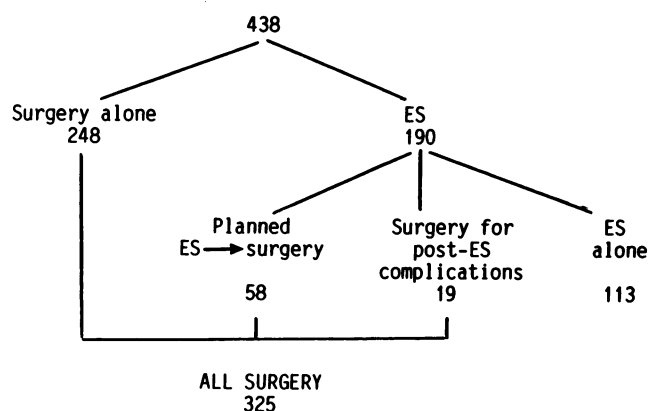 438
Surgery alone
248
ES
190
Planned
ES → surgery
58
Surgery for
post-ES
complications
19
ES
alone
113
ALL SURGERY
325